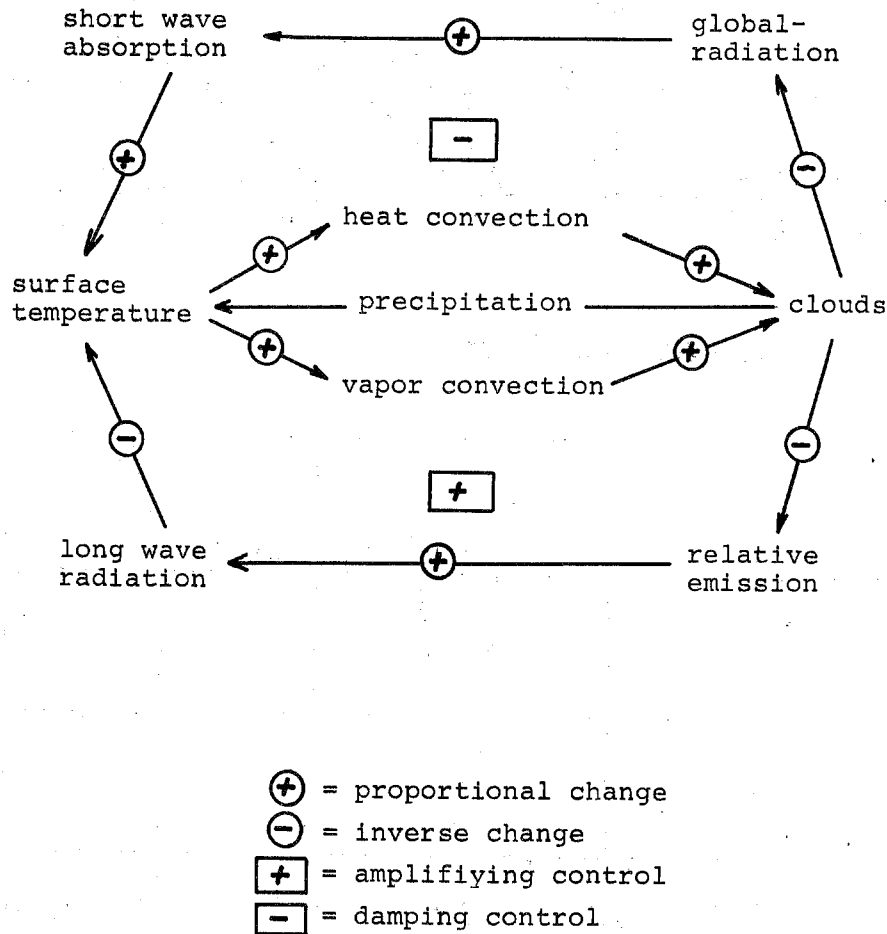 short wave
absorption
+
global-
radiation
+
-
-
heat convection
+
+
surface
temperature
precipitation
clouds
+
+
vapor convection
-
-
+
long wave
radiation
+
relative
emission
+ = proportional change
- = inverse change
+ = amplifiying control
- = damping control